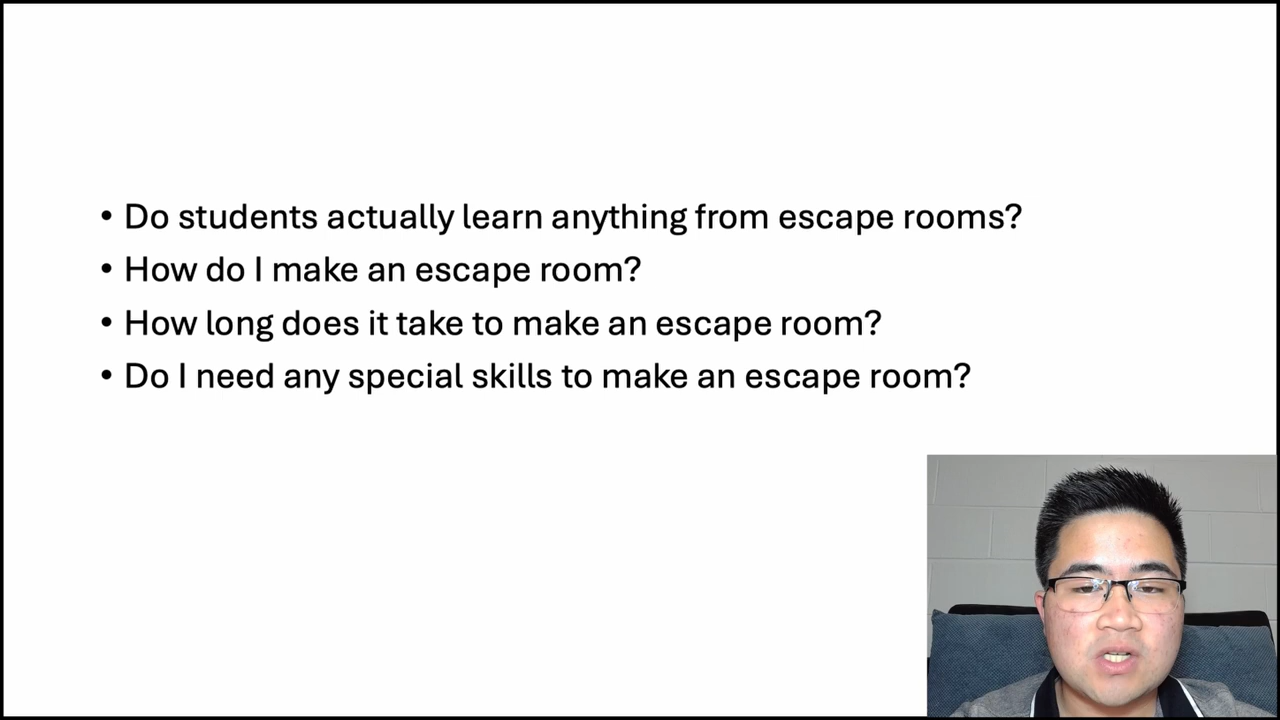 • Do students actually learn anything from escape rooms?
• How do I make an escape room?
• How long does it take to make an escape room?
• Do I need any special skills to make an escape room?